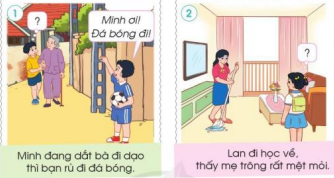 1
?
Minh ơi!
Đá bóng đi!
Minh đang dắt bà đi dạo
thì bạn rủ đi đá bóng.
2
?
Lan đi học về,
thấy mẹ trông rất mệt mỏi.